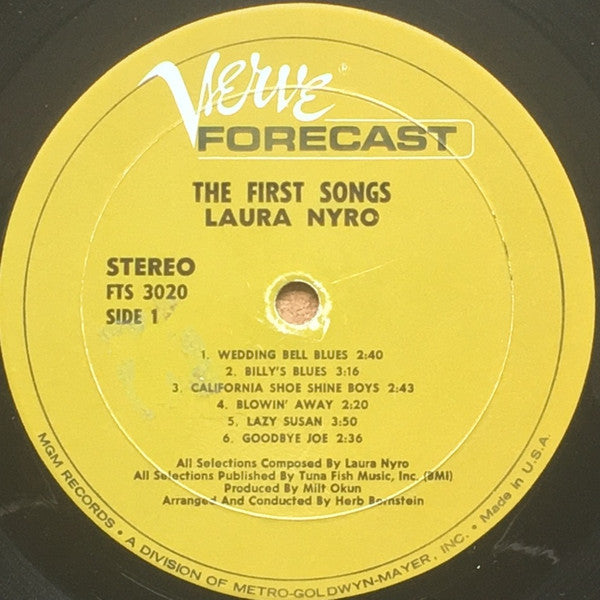 Verve
FORECAST
THE FIRST SONGS
LAURA NYRO
STEREO
FTS 3020
SIDE 1
1. WEDDING BELL BLUES 2:40
2. BILLY'S BLUES 3:16
3. CALIFORNIA SHOE SHINE BOYS 2:43
4. BLOWIN' AWAY 2:20
5. LAZY SUSAN 3:50
6. GOODBYE JOE 2:36
All Selections Composed By Laura Nyro
All Selections Published By Tuna Fish Music, Inc. (BMI)
Produced By Milt Okun
Arranged And Conducted By Herb Bernstein
MGM RECORDS • A DIVISION OF METRO-GOLDWYN-MAYER, INC. • Made in U.S.A.